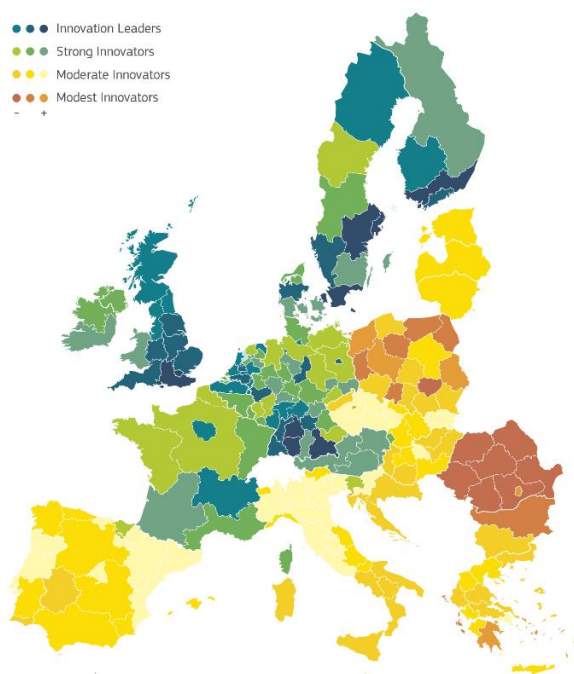 Innovation Leaders
Strong Innovators
Moderate Innovators
Modest Innovators
- +